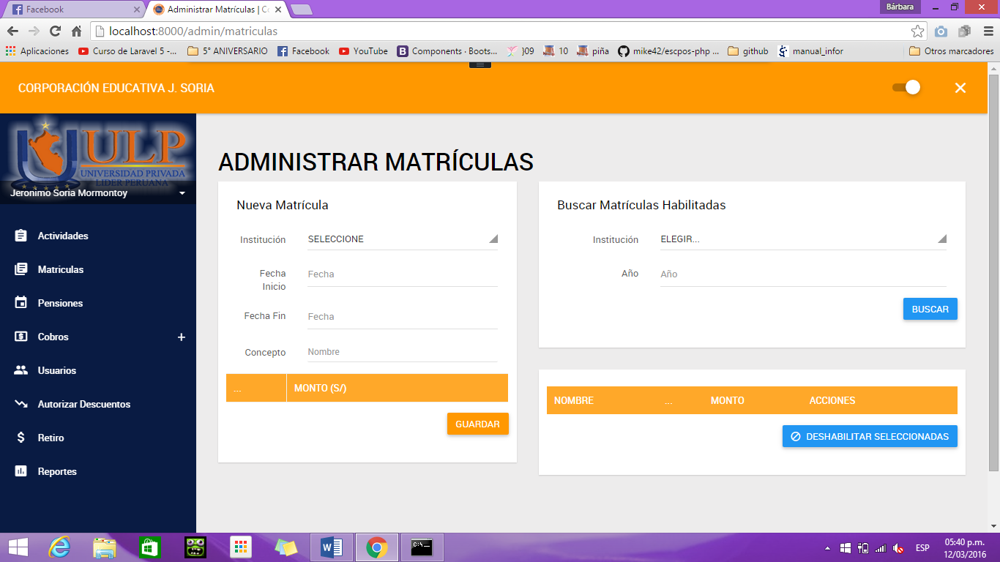 Facebook
Administrar Matrículas | Co
Bárbara
localhost:8000/admin/matriculas
Aplicaciones
Curso de Laravel 5 -...
5° ANIVERSARIO
Facebook
YouTube
Components · Boots...
)09
10
piña
mike42/escpos-php ...
github
manual_infor
Otros marcadores
CORPORACIÓN EDUCATIVA J. SORIA
ULP
UNIVERSIDAD PRIVADA
LIDER PERUANA
Jeronimo Soria Mormontoy
Actividades
Matriculas
Pensiones
Cobros
Usuarios
Autorizar Descuentos
Retiro
Reportes
ADMINISTRAR MATRÍCULAS
Nueva Matrícula
Institución SELECCIONE
Fecha Inicio Fecha
Fecha Fin Fecha
Concepto Nombre
... MONTO (S/)
GUARDAR
Buscar Matrículas Habilitadas
Institución ELEGIR...
Año Año
BUSCAR
NOMBRE ... MONTO ACCIONES
DESHABILITAR SELECCIONADAS
ESP
05:40 p.m.
12/03/2016